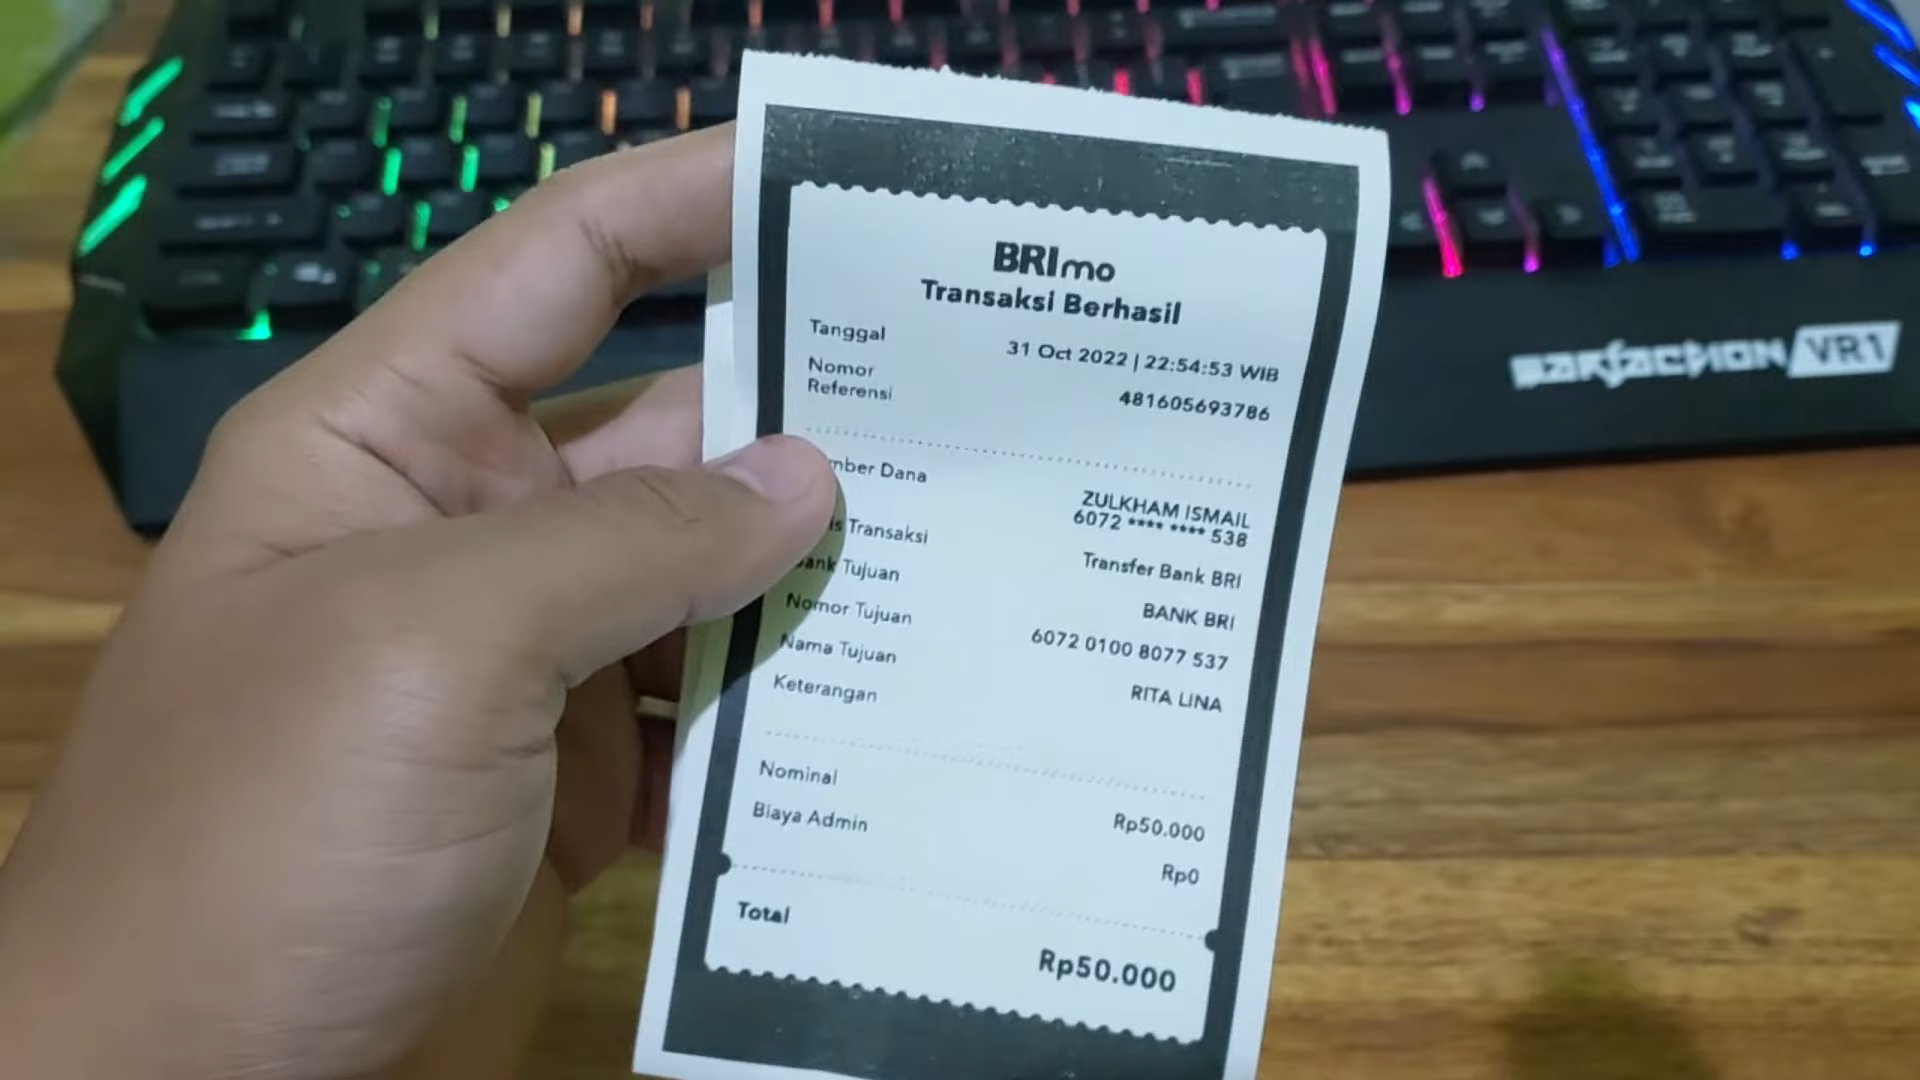 BRImo
Transaksi Berhasil
Tanggal 31 Oct 2022 | 22:54:53 WIB
Nomor
Referensi 481605693786
mber Dana ZULKHAM ISMAIL
6072 **** **** 538
is Transaksi Transfer Bank BRI
ank Tujuan BANK BRI
Nomor Tujuan 6072 0100 8077 537
Nama Tujuan RITA LINA
Keterangan
Nominal Rp50.000
Biaya Admin Rp0
Total Rp50.000
VR1